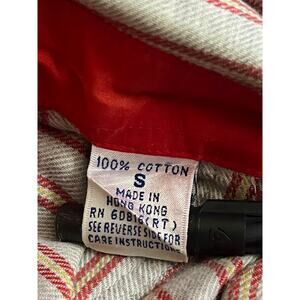 100% COTTON
S
MADE IN
HONG KONG
RN 60816 (RT)
SEE REVERSE SIDE FOR
CARE INSTRUCTIONS